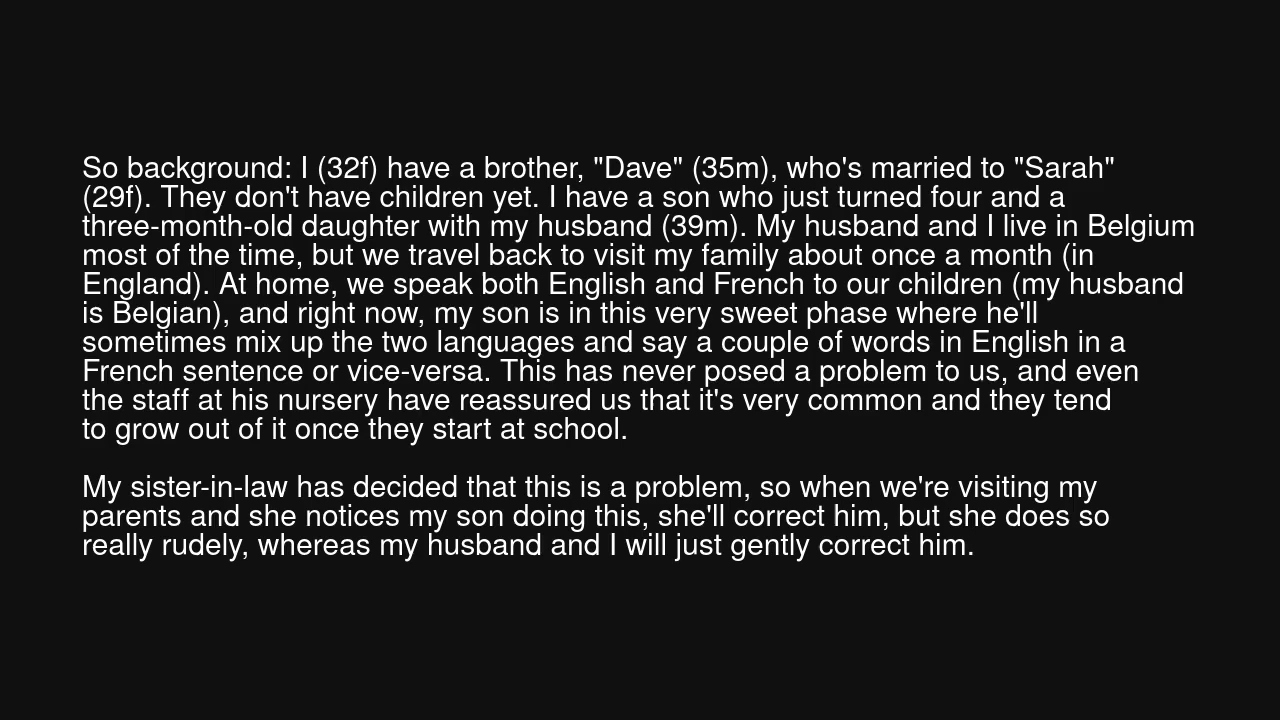 So background: I (32f) have a brother, "Dave" (35m), who's married to "Sarah"
(29f). They don't have children yet. I have a son who just turned four and a
three-month-old daughter with my husband (39m). My husband and I live in Belgium
most of the time, but we travel back to visit my family about once a month (in
England). At home, we speak both English and French to our children (my husband
is Belgian), and right now, my son is in this very sweet phase where he'll
sometimes mix up the two languages and say a couple of words in English in a
French sentence or vice-versa. This has never posed a problem to us, and even
the staff at his nursery have reassured us that it's very common and they tend
to grow out of it once they start at school.

My sister-in-law has decided that this is a problem, so when we're visiting my
parents and she notices my son doing this, she'll correct him, but she does so
really rudely, whereas my husband and I will just gently correct him.